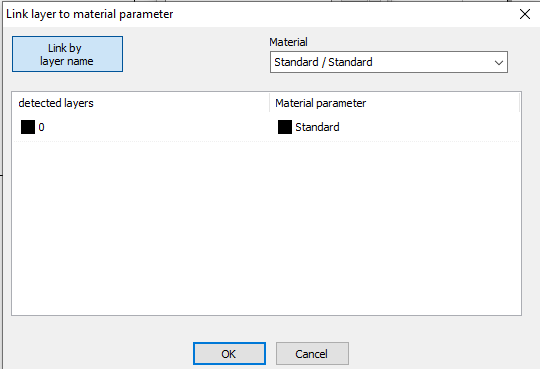 Link layer to material parameter
Link by
layer name
Material
Standard / Standard
detected layers Material parameter
0 Standard
OK Cancel